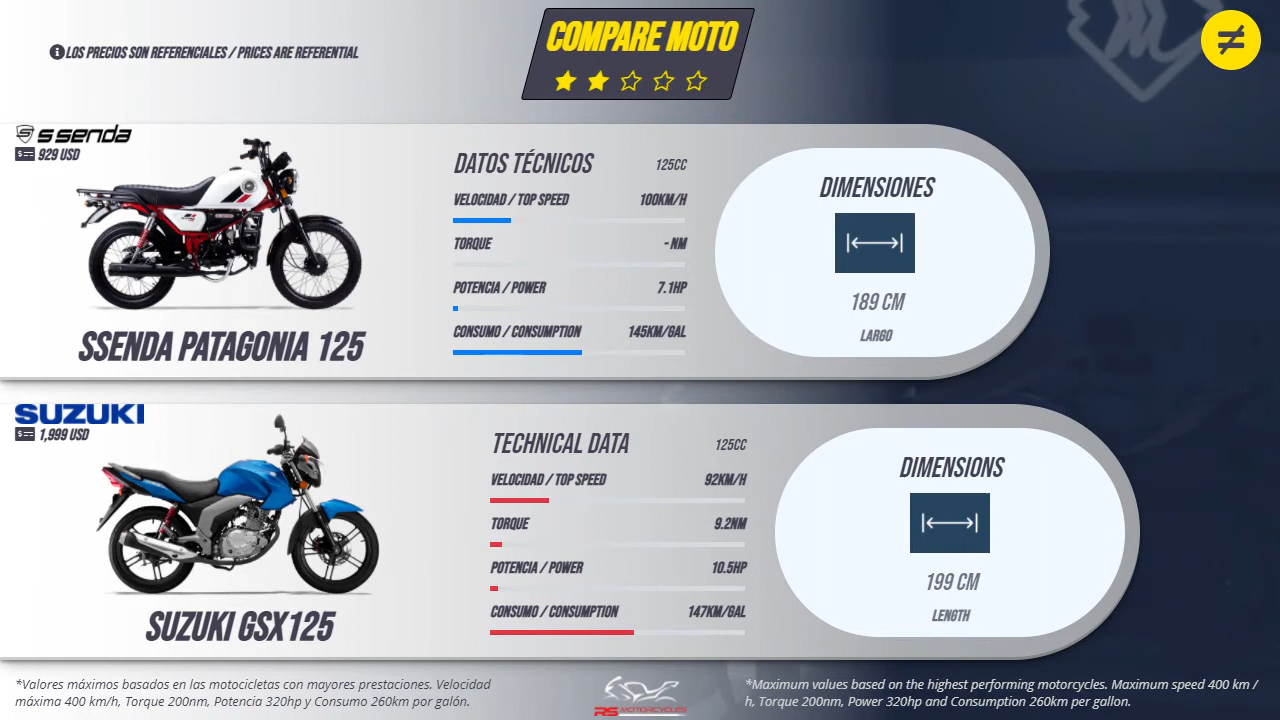 LOS PRECIOS SON REFERENCIALES / PRICES ARE REFERENTIAL
COMPARE MOTO
SSENDA
929 USD
SSENDA PATAGONIA 125
DATOS TÉCNICOS 125CC
VELOCIDAD / TOP SPEED 100KM/H
TORQUE - NM
POTENCIA / POWER 7.1HP
CONSUMO / CONSUMPTION 145KM/GAL
DIMENSIONES
189 CM
LARGO
SUZUKI
1,999 USD
SUZUKI GSX125
TECHNICAL DATA 125CC
VELOCIDAD / TOP SPEED 92KM/H
TORQUE 9.2NM
POTENCIA / POWER 10.5HP
CONSUMO / CONSUMPTION 147KM/GAL
DIMENSIONS
199 CM
LENGTH
*Valores máximos basados en las motocicletas con mayores prestaciones. Velocidad
máxima 400 km/h, Torque 200nm, Potencia 320hp y Consumo 260km por galón.
RS MOTORCYCLES
*Maximum values based on the highest performing motorcycles. Maximum speed 400 km /
h, Torque 200nm, Power 320hp and Consumption 260km per gallon.